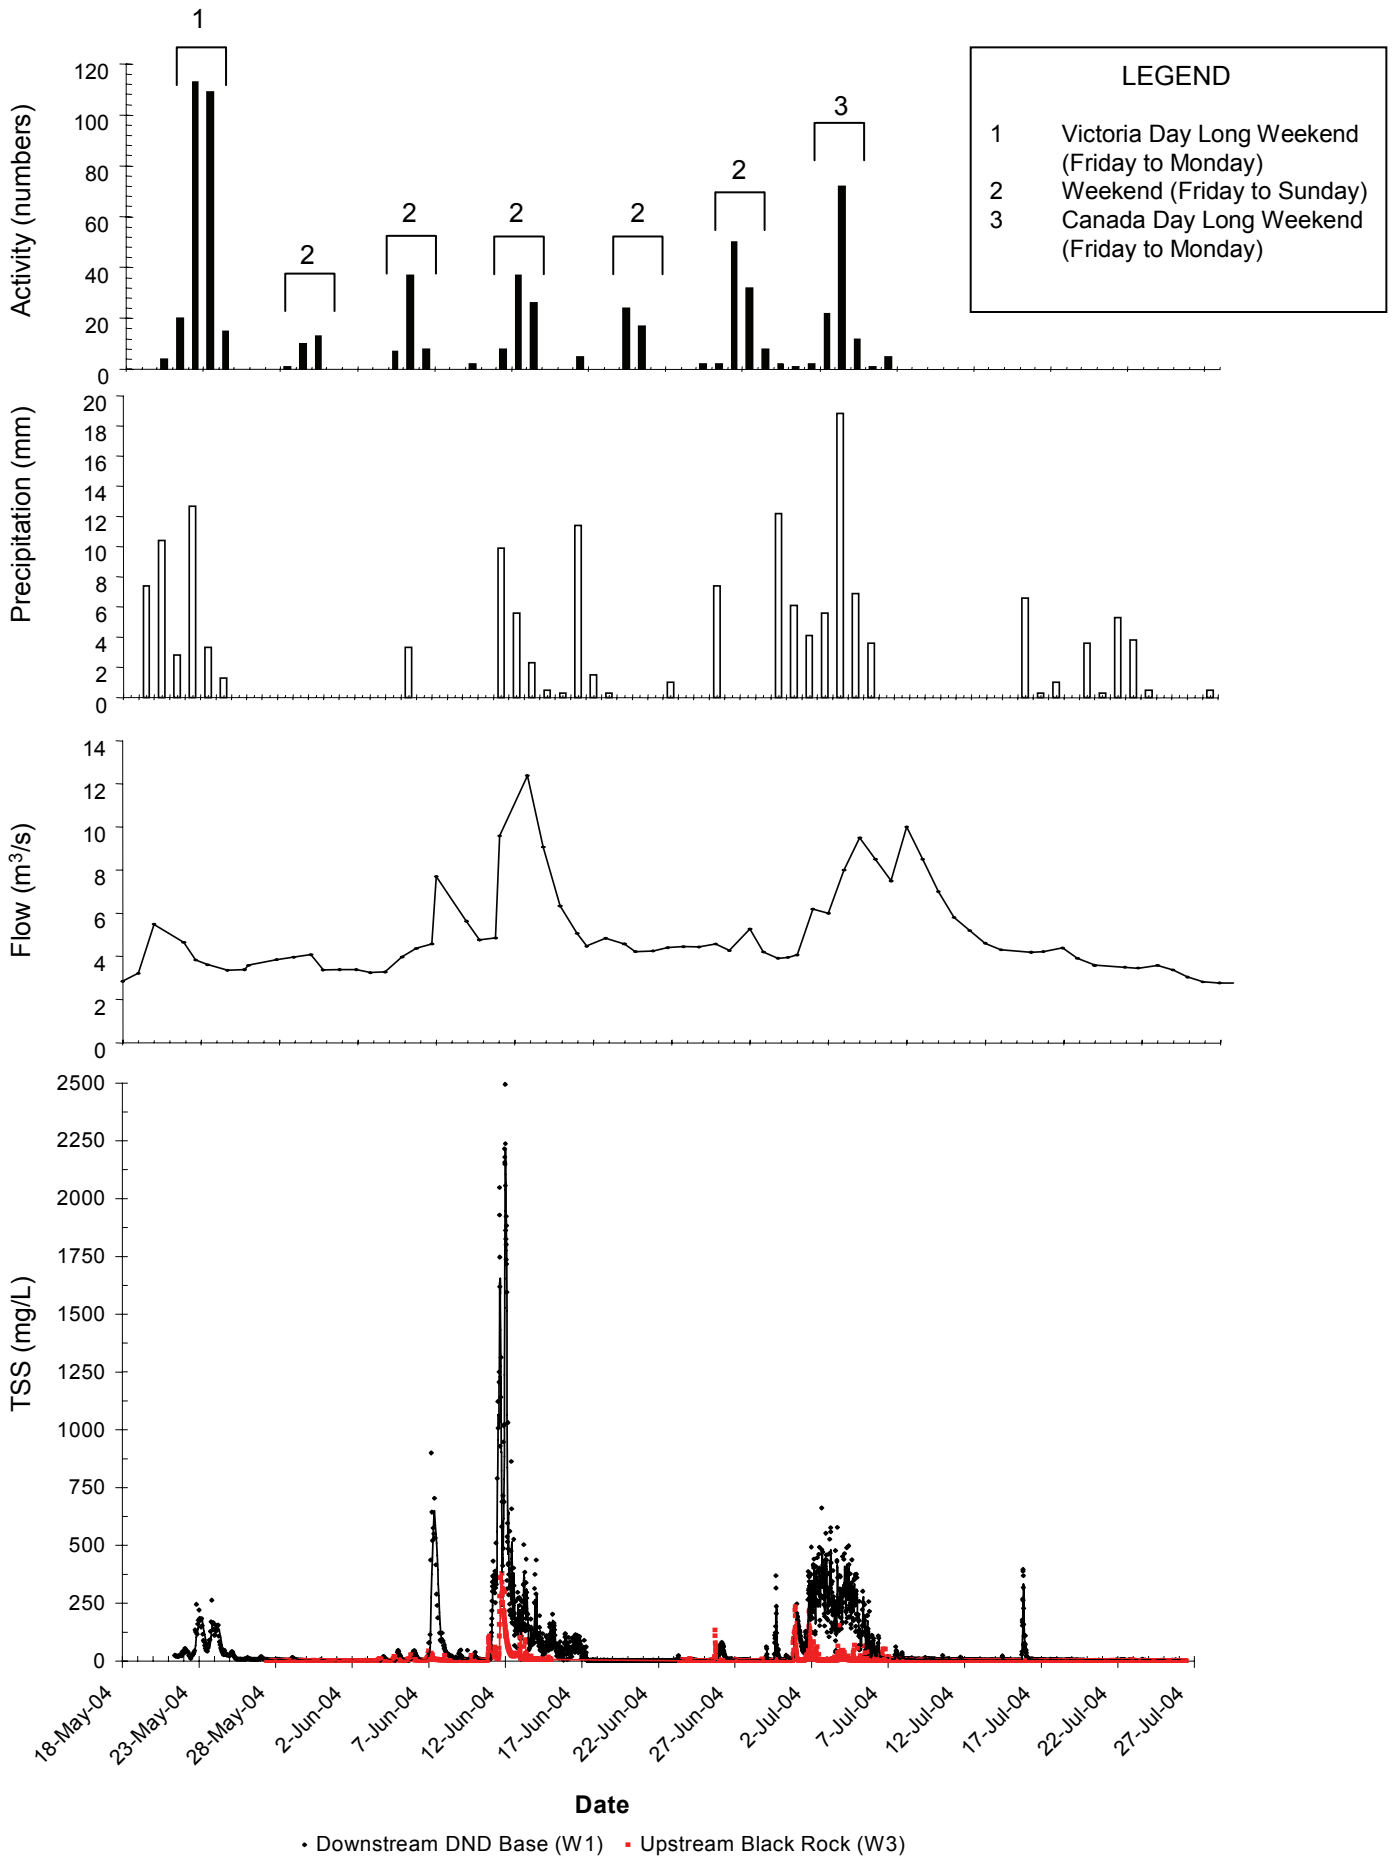 1
LEGEND
1 Victoria Day Long Weekend
(Friday to Monday)
2 Weekend (Friday to Sunday)
3 Canada Day Long Weekend
(Friday to Monday)
3
2
2
2
2
2
Activity (numbers)
120
100
80
60
40
20
0
Precipitation (mm)
20
18
16
14
12
10
8
6
4
2
0
Flow (m³/s)
14
12
10
8
6
4
2
0
TSS (mg/L)
2500
2250
2000
1750
1500
1250
1000
750
500
250
0
18-May-04
23-May-04
28-May-04
2-Jun-04
7-Jun-04
12-Jun-04
17-Jun-04
22-Jun-04
27-Jun-04
2-Jul-04
7-Jul-04
12-Jul-04
17-Jul-04
22-Jul-04
27-Jul-04
Date
Downstream DND Base (W1) Upstream Black Rock (W3)